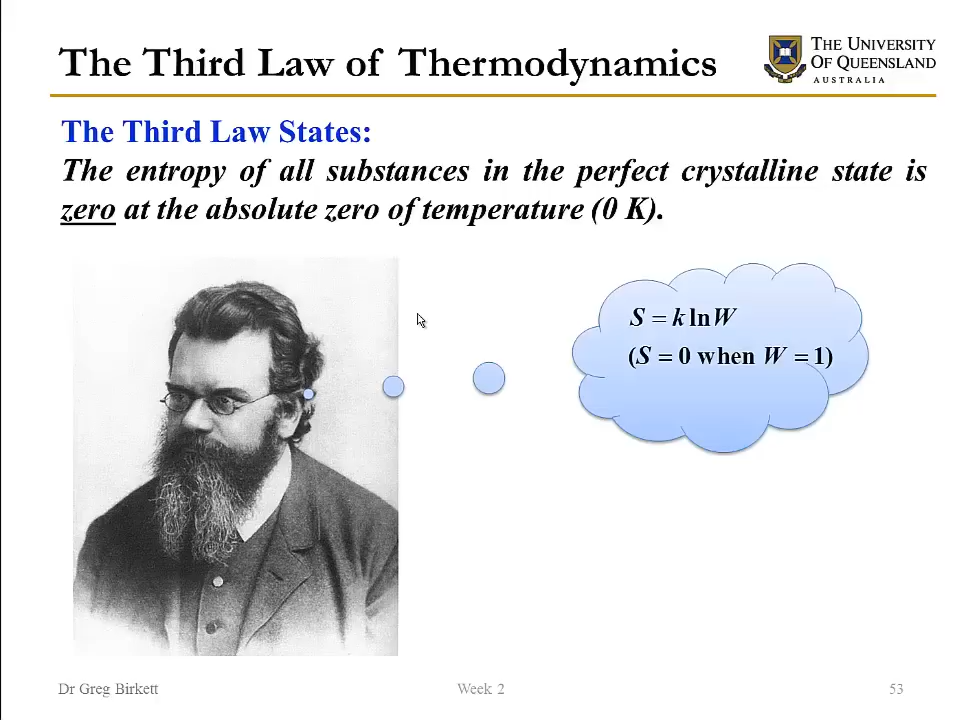 The Third Law of Thermodynamics
THE UNIVERSITY
OF QUEENSLAND
AUSTRALIA
The Third Law States:
The entropy of all substances in the perfect crystalline state is
zero at the absolute zero of temperature (0 K).
S = k ln W
(S = 0 when W = 1)
Dr Greg Birkett
Week 2
53